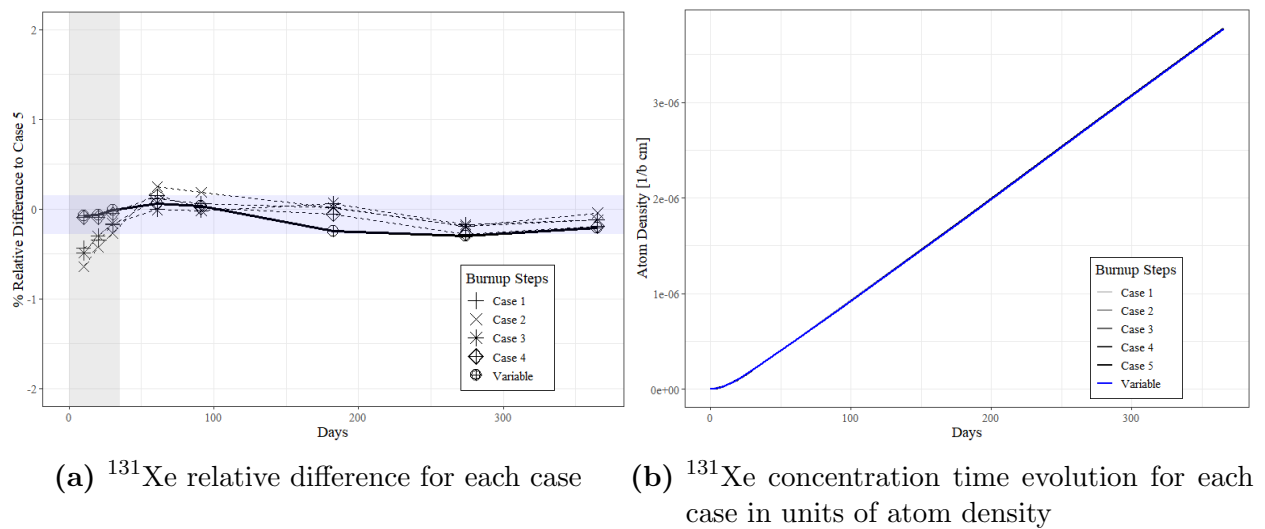 % Relative Difference to Case 5
2
1
0
-1
-2
0
100
200
300
Days
Burnup Steps
Case 1
Case 2
Case 3
Case 4
Variable
Atom Density [1/b cm]
3e-06
2e-06
1e-06
0e+00
0
100
200
300
Days
Burnup Steps
Case 1
Case 2
Case 3
Case 4
Case 5
Variable
(a) ¹³¹Xe relative difference for each case
(b) ¹³¹Xe concentration time evolution for each
case in units of atom density